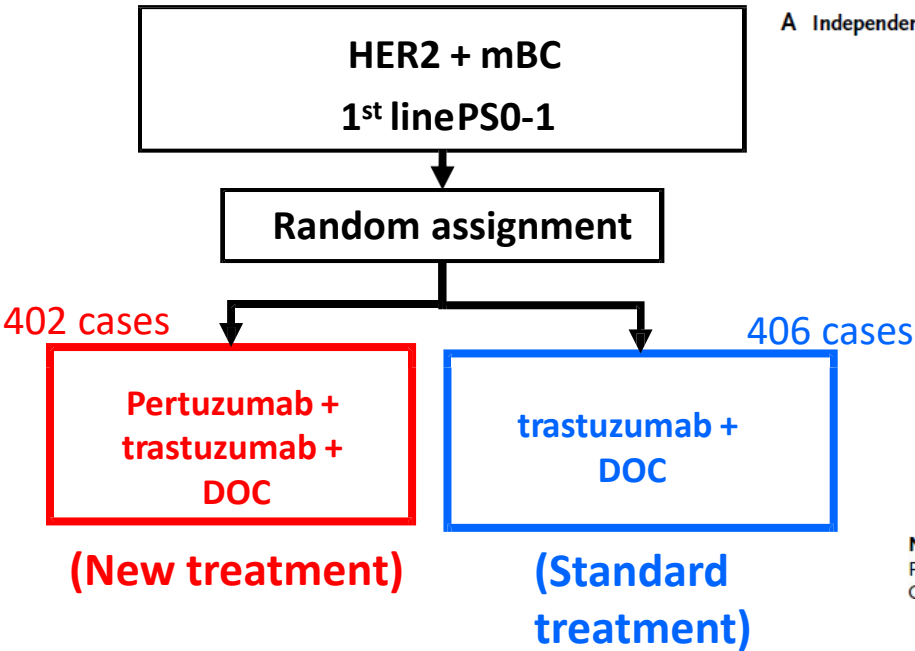 HER2 + mBC
1st linePS0-1
A Independen
Random assignment
402 cases
406 cases
Pertuzumab +
trastuzumab +
DOC
trastuzumab +
DOC
(New treatment)
(Standard
treatment)